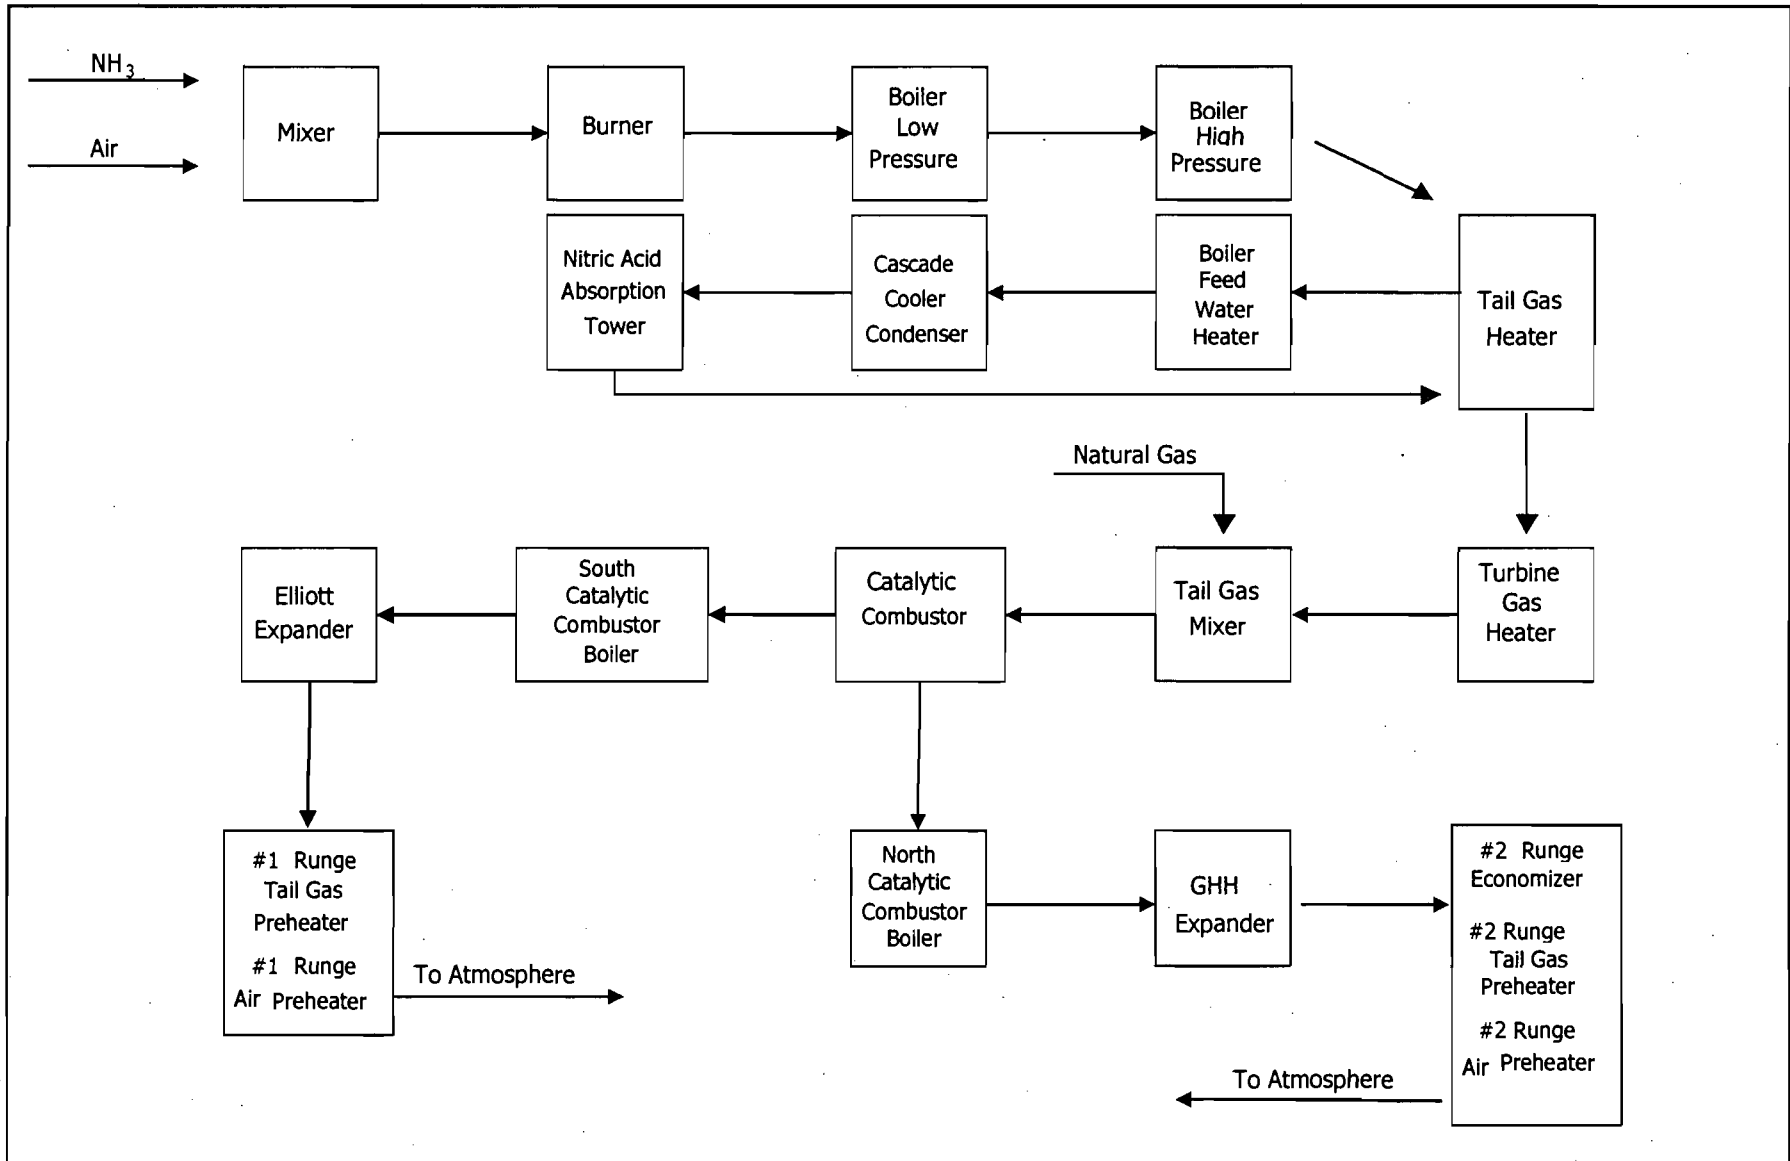 NH3
Air
Mixer
Burner
Boiler
Low
Pressure
Boiler
High
Pressure
Nitric Acid
Absorption
Tower
Cascade
Cooler
Condenser
Boiler
Feed
Water
Heater
Tail Gas
Heater
Natural Gas
Elliott
Expander
South
Catalytic
Combustor
Boiler
Catalytic
Combustor
Tail Gas
Mixer
Turbine
Gas
Heater
#1 Runge
Tail Gas
Preheater
#1 Runge
Air Preheater
To Atmosphere
North
Catalytic
Combustor
Boiler
GHH
Expander
#2 Runge
Economizer
#2 Runge
Tail Gas
Preheater
#2 Runge
Air Preheater
To Atmosphere